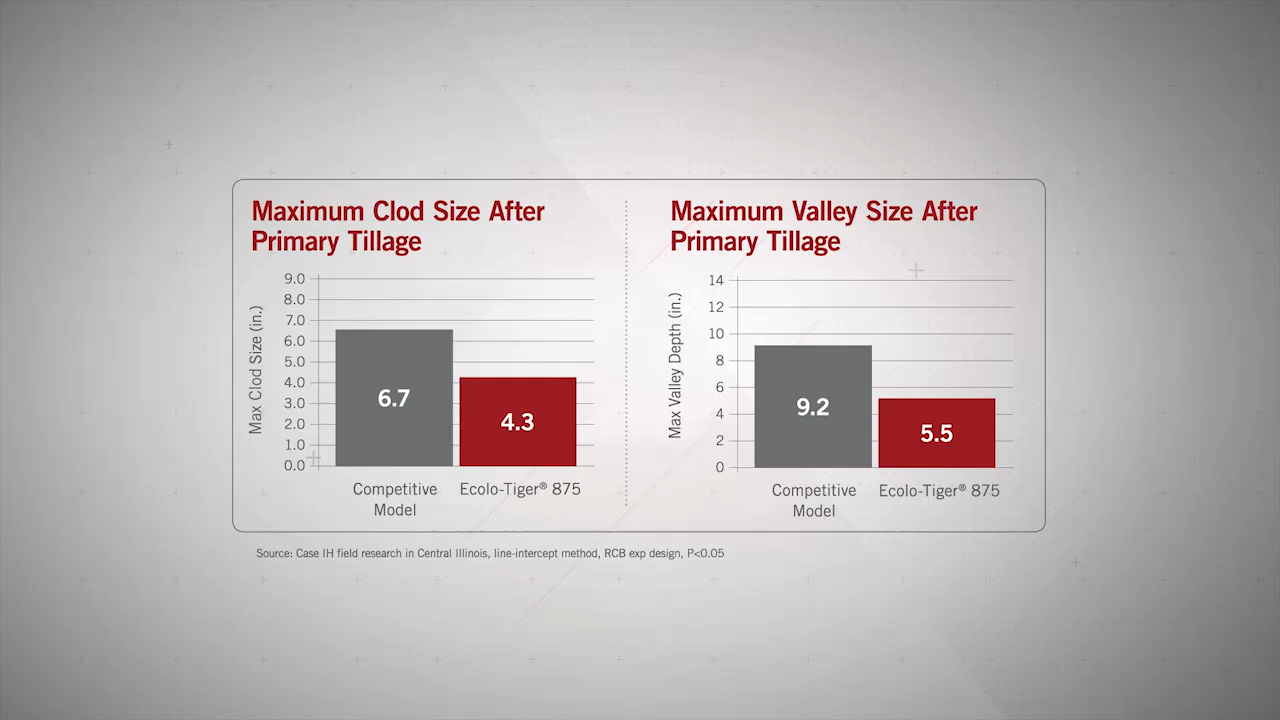 Maximum Clod Size After
Primary Tillage
Max Clod Size (in.)
9.0
8.0
7.0
6.0
5.0
4.0
3.0
2.0
1.0
0.0
6.7
4.3
Competitive
Model
Ecolo-Tiger® 875
Maximum Valley Size After
Primary Tillage
Max Valley Depth (in.)
14
12
10
8
6
4
2
0
9.2
5.5
Competitive
Model
Ecolo-Tiger® 875
Source: Case IH field research in Central Illinois, line-intercept method, RCB exp design, P<0.05